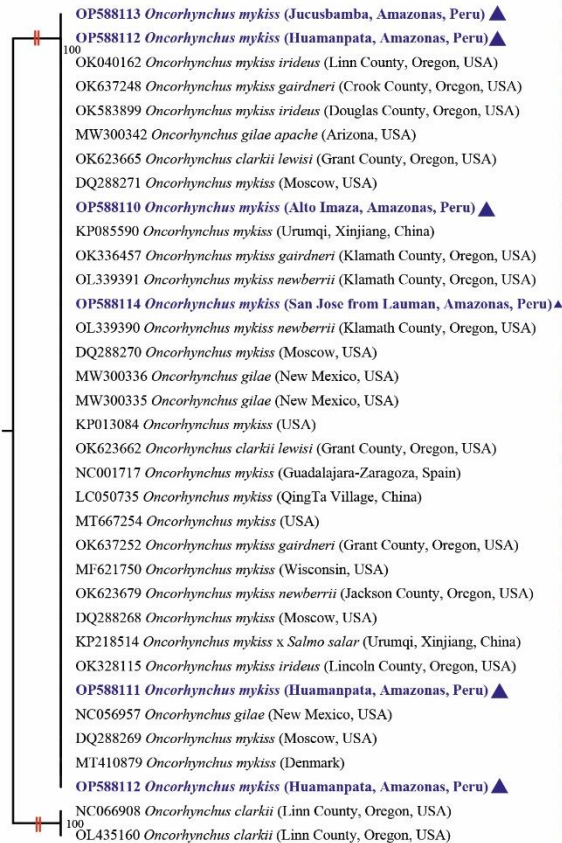 OP588113 Oncorhynchus mykiss (Jucusbamba, Amazonas, Peru)
OP588112 Oncorhynchus mykiss (Huamanpata, Amazonas, Peru)
100
OK040162 Oncorhynchus mykiss irideus (Linn County, Oregon, USA)
OK637248 Oncorhynchus mykiss gairdneri (Crook County, Oregon, USA)
OK583899 Oncorhynchus mykiss irideus (Douglas County, Oregon, USA)
MW300342 Oncorhynchus gilae apache (Arizona, USA)
OK623665 Oncorhynchus clarkii lewisi (Grant County, Oregon, USA)
DQ288271 Oncorhynchus mykiss (Moscow, USA)
OP588110 Oncorhynchus mykiss (Alto Imaza, Amazonas, Peru)
KP085590 Oncorhynchus mykiss (Urumqi, Xinjiang, China)
OK336457 Oncorhynchus mykiss gairdneri (Klamath County, Oregon, USA)
OL339391 Oncorhynchus mykiss newberrii (Klamath County, Oregon, USA)
OP588114 Oncorhynchus mykiss (San Jose from Lauman, Amazonas, Peru)
OL339390 Oncorhynchus mykiss newberrii (Klamath County, Oregon, USA)
DQ288270 Oncorhynchus mykiss (Moscow, USA)
MW300336 Oncorhynchus gilae (New Mexico, USA)
MW300335 Oncorhynchus gilae (New Mexico, USA)
KP013084 Oncorhynchus mykiss (USA)
OK623662 Oncorhynchus clarkii lewisi (Grant County, Oregon, USA)
NC001717 Oncorhynchus mykiss (Guadalajara-Zaragoza, Spain)
LC050735 Oncorhynchus mykiss (QingTa Village, China)
MT667254 Oncorhynchus mykiss (USA)
OK637252 Oncorhynchus mykiss gairdneri (Grant County, Oregon, USA)
MF621750 Oncorhynchus mykiss (Wisconsin, USA)
OK623679 Oncorhynchus mykiss newberrii (Jackson County, Oregon, USA)
DQ288268 Oncorhynchus mykiss (Moscow, USA)
KP218514 Oncorhynchus mykiss x Salmo salar (Urumqi, Xinjiang, China)
OK328115 Oncorhynchus mykiss irideus (Lincoln County, Oregon, USA)
OP588111 Oncorhynchus mykiss (Huamanpata, Amazonas, Peru)
NC056957 Oncorhynchus gilae (New Mexico, USA)
DQ288269 Oncorhynchus mykiss (Moscow, USA)
MT410879 Oncorhynchus mykiss (Denmark)
OP588112 Oncorhynchus mykiss (Huamanpata, Amazonas, Peru)
NC066908 Oncorhynchus clarkii (Linn County, Oregon, USA)
100
OL435160 Oncorhynchus clarkii (Linn County, Oregon, USA)